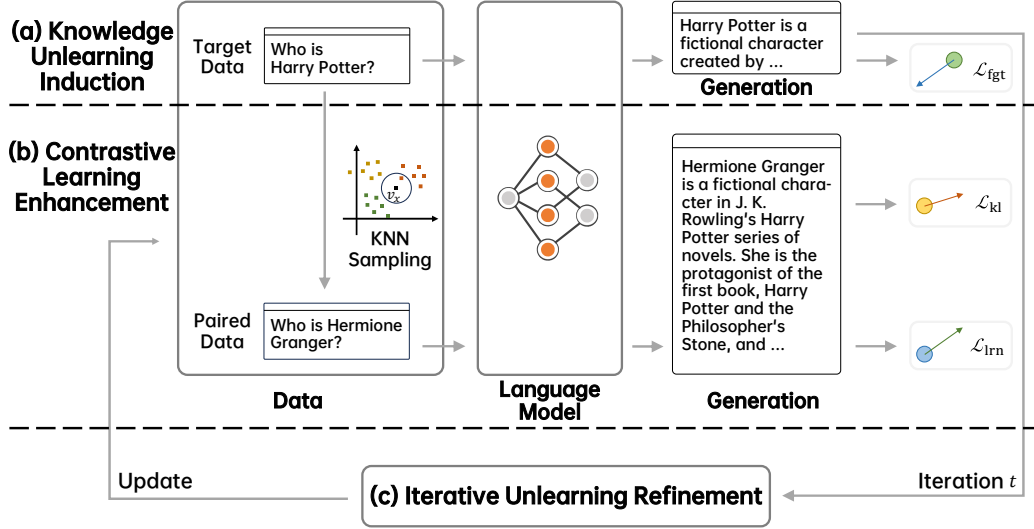 (a) Knowledge
Unlearning
Induction
Target
Data
Who is
Harry Potter?
Harry Potter is a
fictional character
created by ...
Generation
ℒfgt
(b) Contrastive
Learning
Enhancement
vx
KNN
Sampling
Paired
Data
Who is Hermione
Granger?
Data
Language
Model
Hermione Granger
is a fictional chara-
cter in J. K.
Rowling's Harry
Potter series of
novels. She is the
protagonist of the
first book, Harry
Potter and the
Philosopher's
Stone, and ...
Generation
ℒkl
ℒlrn
Update
(c) Iterative Unlearning Refinement
Iteration t